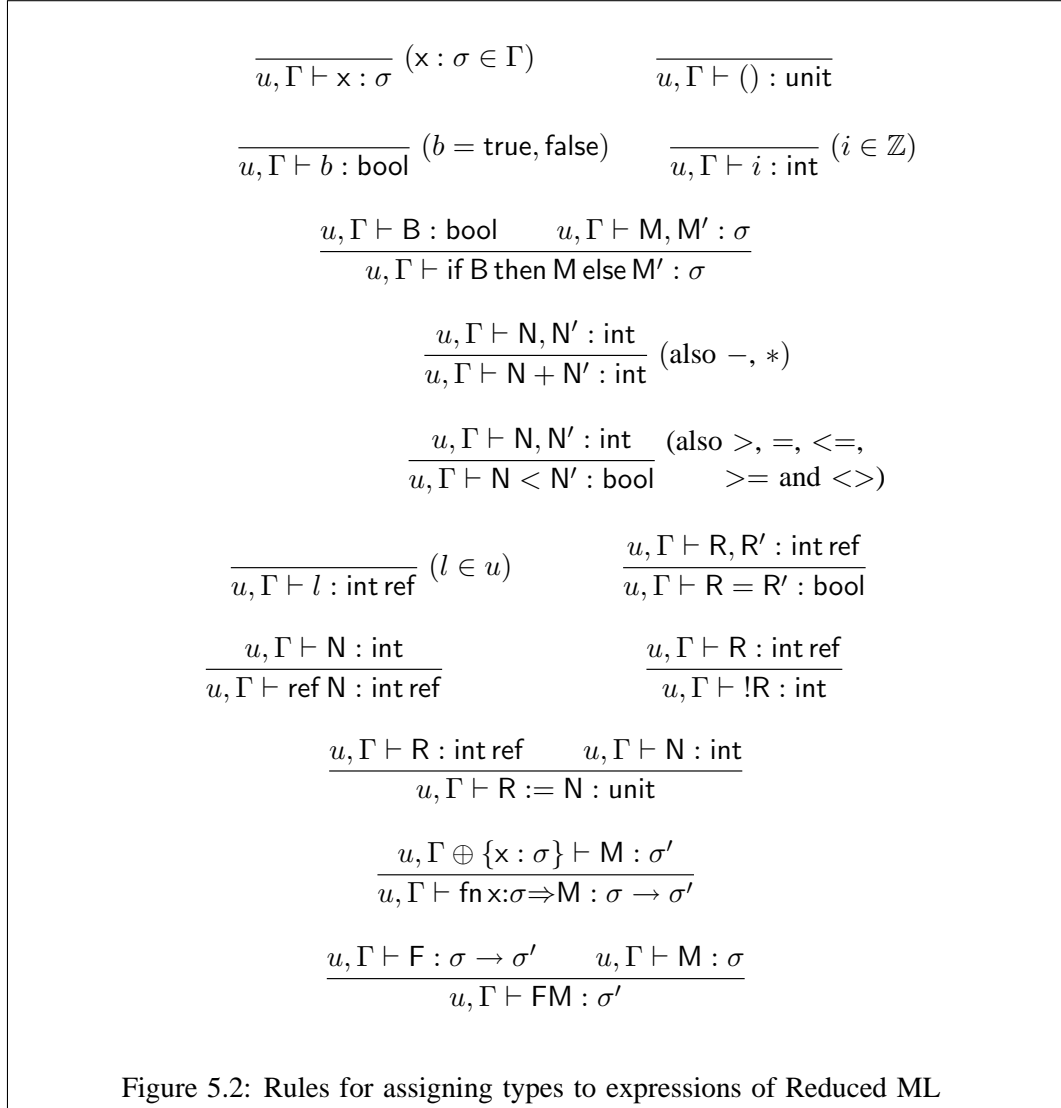 u, Γ ⊢ x : σ (x : σ ∈ Γ) u, Γ ⊢ () : unit
u, Γ ⊢ b : bool (b = true, false) u, Γ ⊢ i : int (i ∈ ℤ)
u, Γ ⊢ B : bool u, Γ ⊢ M, M′ : σ
u, Γ ⊢ if B then M else M′ : σ
u, Γ ⊢ N, N′ : int
u, Γ ⊢ N + N′ : int (also −, ∗)
u, Γ ⊢ N, N′ : int
u, Γ ⊢ N < N′ : bool (also >, =, <=,
>= and <>)
u, Γ ⊢ l : int ref (l ∈ u)
u, Γ ⊢ R, R′ : int ref
u, Γ ⊢ R = R′ : bool
u, Γ ⊢ N : int
u, Γ ⊢ ref N : int ref
u, Γ ⊢ R : int ref
u, Γ ⊢ !R : int
u, Γ ⊢ R : int ref u, Γ ⊢ N : int
u, Γ ⊢ R := N : unit
u, Γ ⊕ {x : σ} ⊢ M : σ′
u, Γ ⊢ fn x:σ⇒M : σ → σ′
u, Γ ⊢ F : σ → σ′ u, Γ ⊢ M : σ
u, Γ ⊢ FM : σ′
Figure 5.2: Rules for assigning types to expressions of Reduced ML